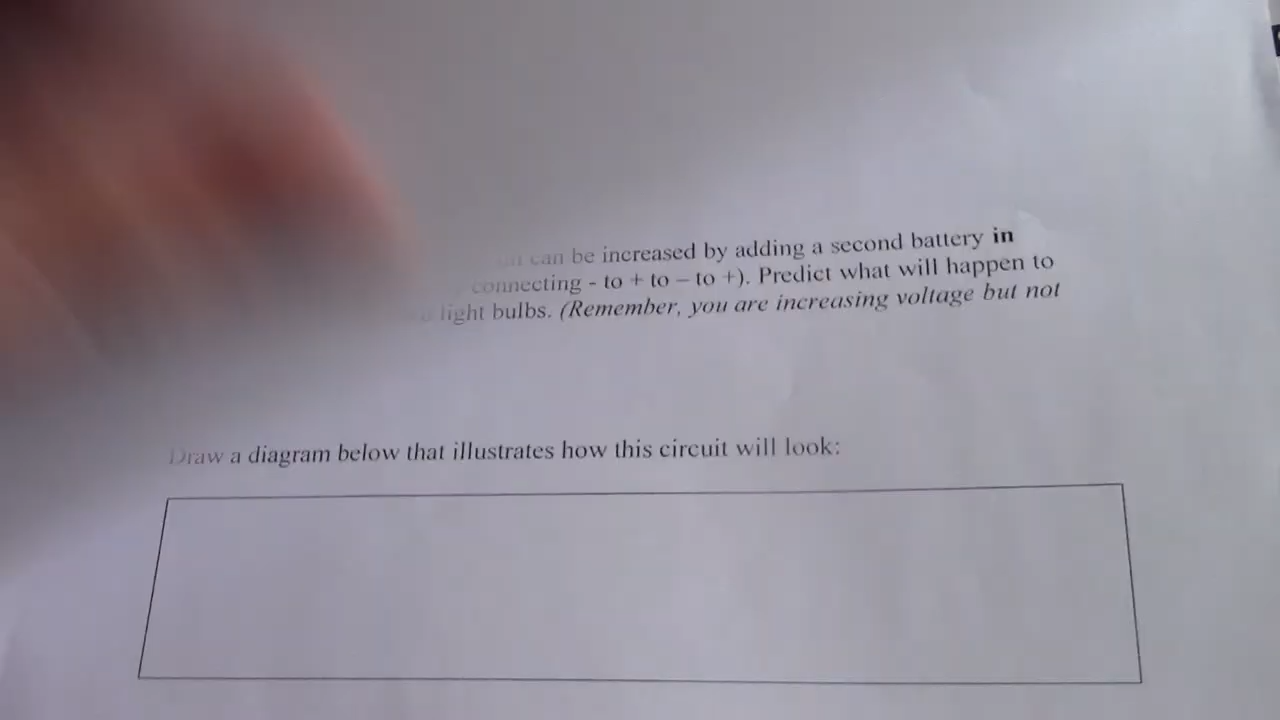 can be increased by adding a second battery in
connecting - to + to – to +). Predict what will happen to
light bulbs. (Remember, you are increasing voltage but not
Draw a diagram below that illustrates how this circuit will look: